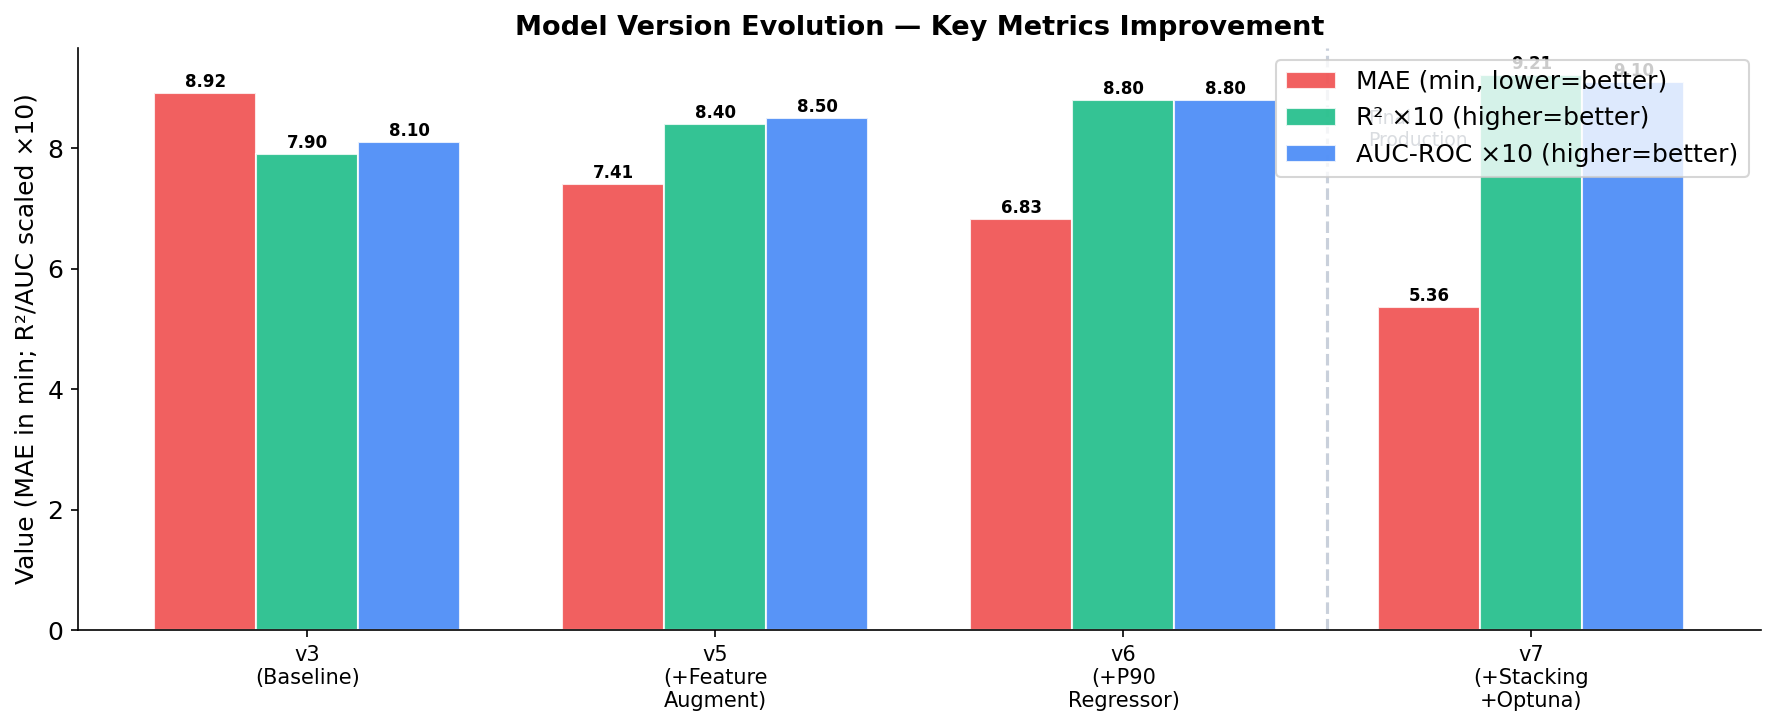 Model Version Evolution — Key Metrics Improvement
Value (MAE in min; R²/AUC scaled ×10)
8
6
4
2
0
8.92
7.90
8.10
7.41
8.40
8.50
6.83
8.80
8.80
5.36
9.21
9.10
MAE (min, lower=better)
R² ×10 (higher=better)
AUC-ROC ×10 (higher=better)
Production
v3
(Baseline)
v5
(+Feature
Augment)
v6
(+P90
Regressor)
v7
(+Stacking
+Optuna)